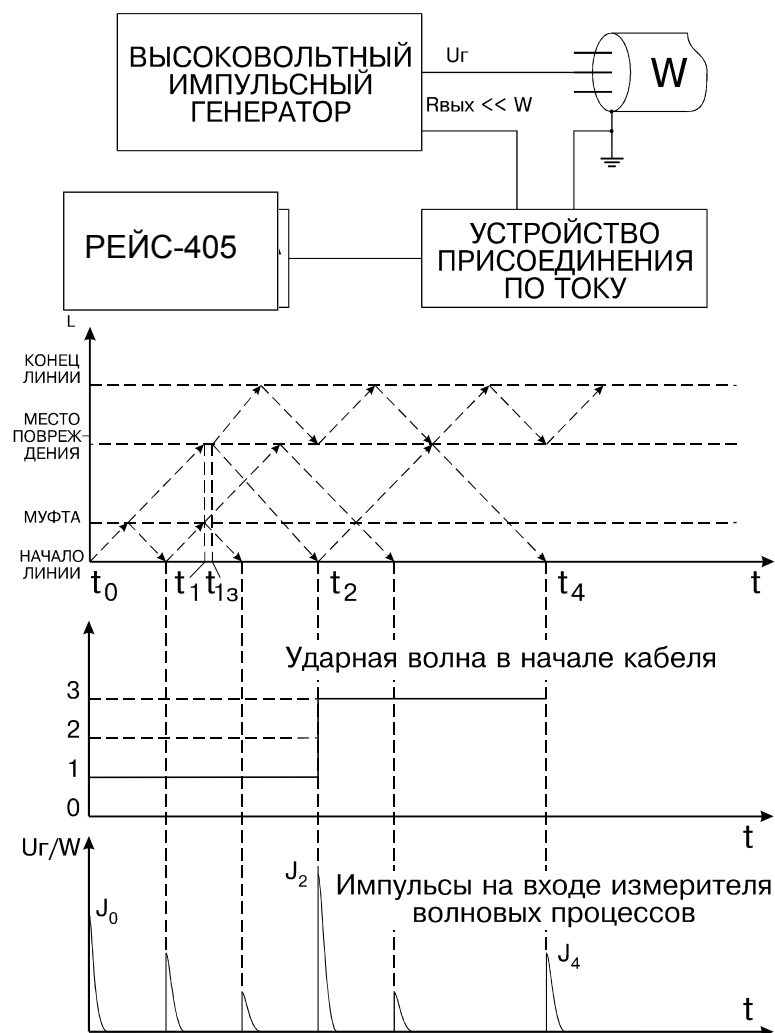 ВЫСОКОВОЛЬТНЫЙ
ИМПУЛЬСНЫЙ
ГЕНЕРАТОР
Uг
Rвых << W
W
РЕЙС-405
УСТРОЙСТВО
ПРИСОЕДИНЕНИЯ
ПО ТОКУ
L
КОНЕЦ
ЛИНИИ
МЕСТО
ПОВРЕЖ-
ДЕНИЯ
МУФТА
НАЧАЛО
ЛИНИИ
t0 t1 t1з t2 t4 t
Ударная волна в начале кабеля
3
2
1
0
t
Uг/W
J0
J2
Импульсы на входе измерителя
волновых процессов
J4
t